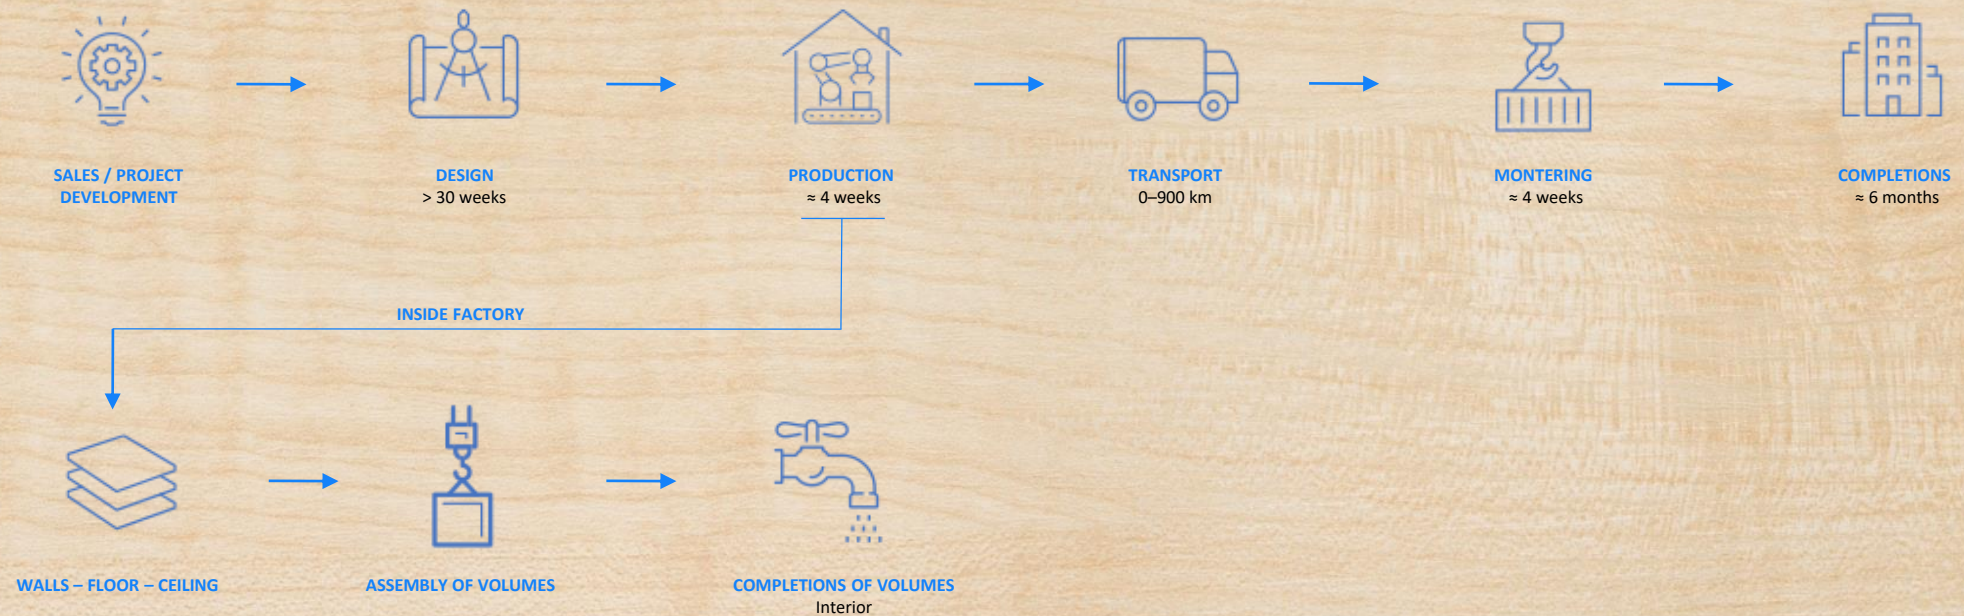 SALES / PROJECT
DEVELOPMENT
DESIGN
> 30 weeks
PRODUCTION
≈ 4 weeks
TRANSPORT
0–900 km
MONTERING
≈ 4 weeks
COMPLETIONS
≈ 6 months
INSIDE FACTORY
WALLS – FLOOR – CEILING
ASSEMBLY OF VOLUMES
COMPLETIONS OF VOLUMES
Interior